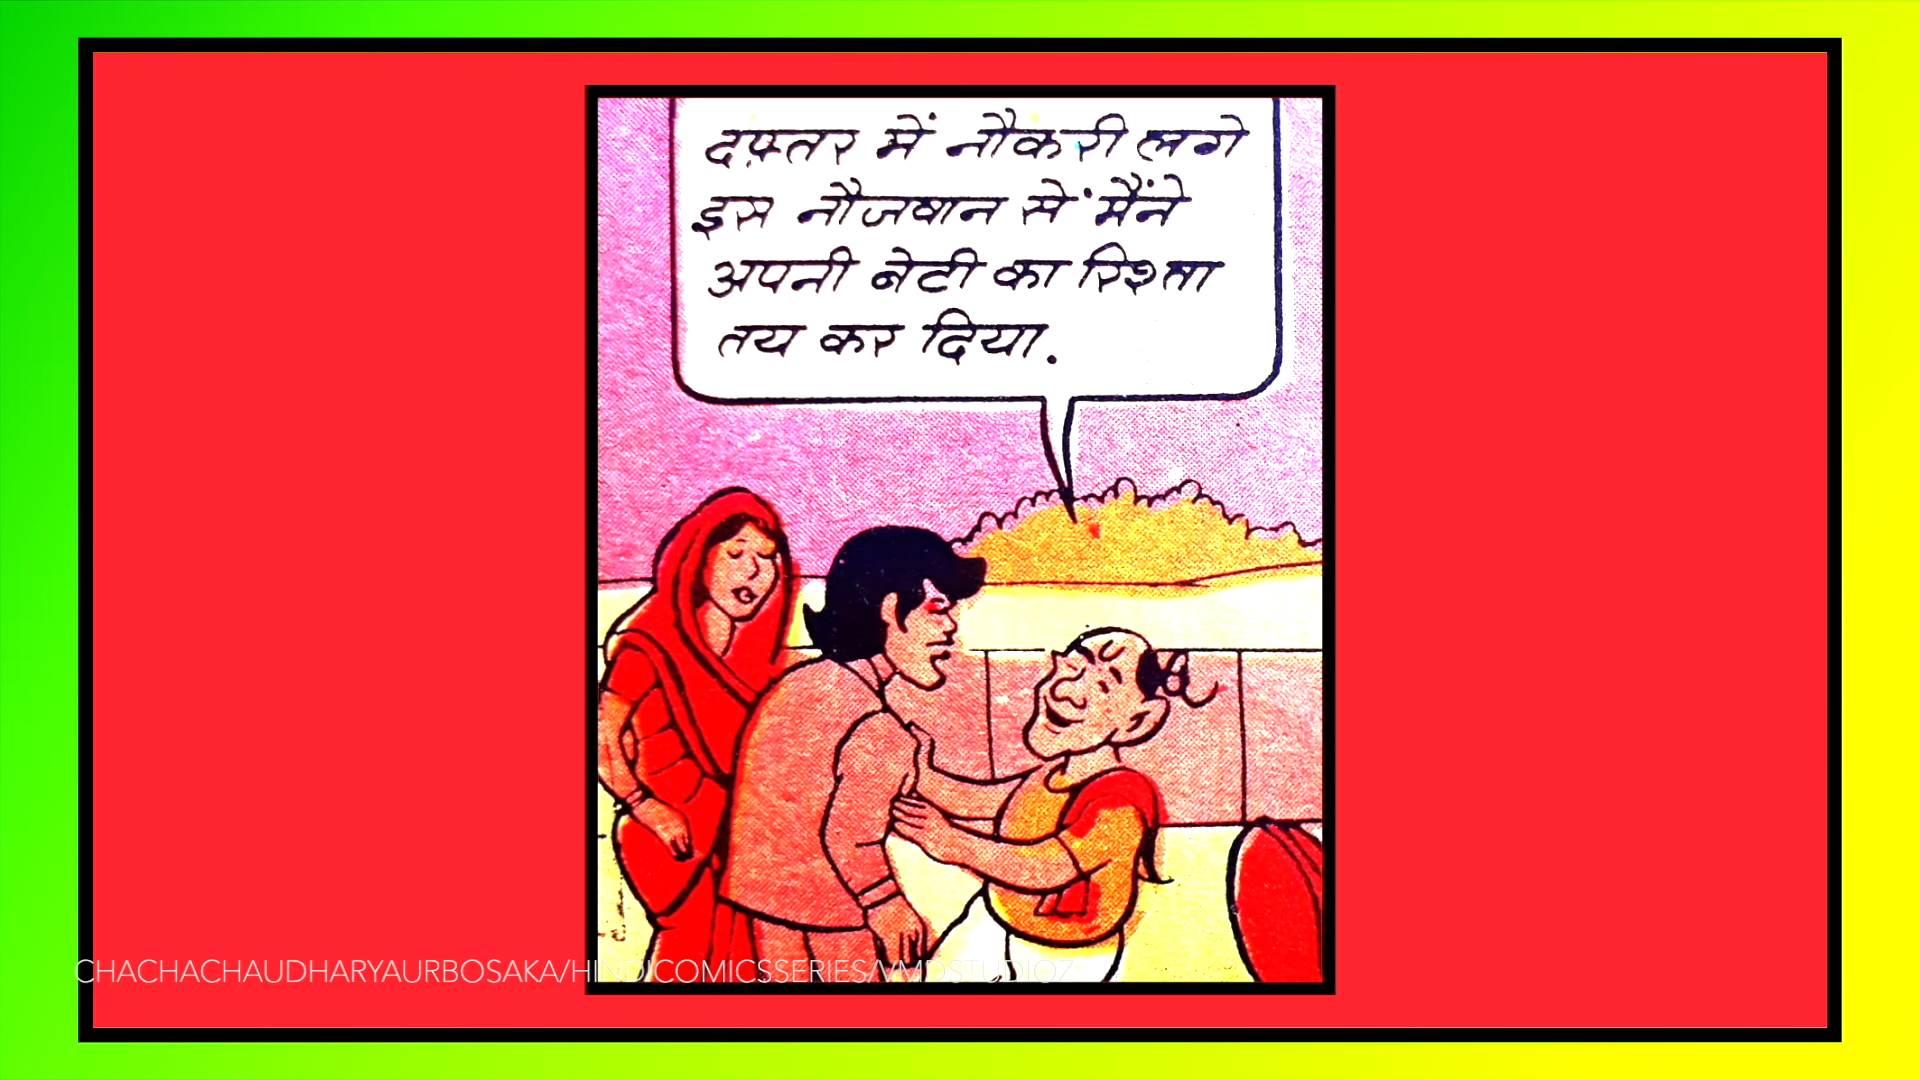 दफ़्तर में नौकरी लगे
इस नौजवान से मैंने
अपनी बेटी का रिश्ता
तय कर दिया.
CHACHACHAUDHARYAURBOSAKA/HINDICOMICSSERIES/VMDSTUDIOZ